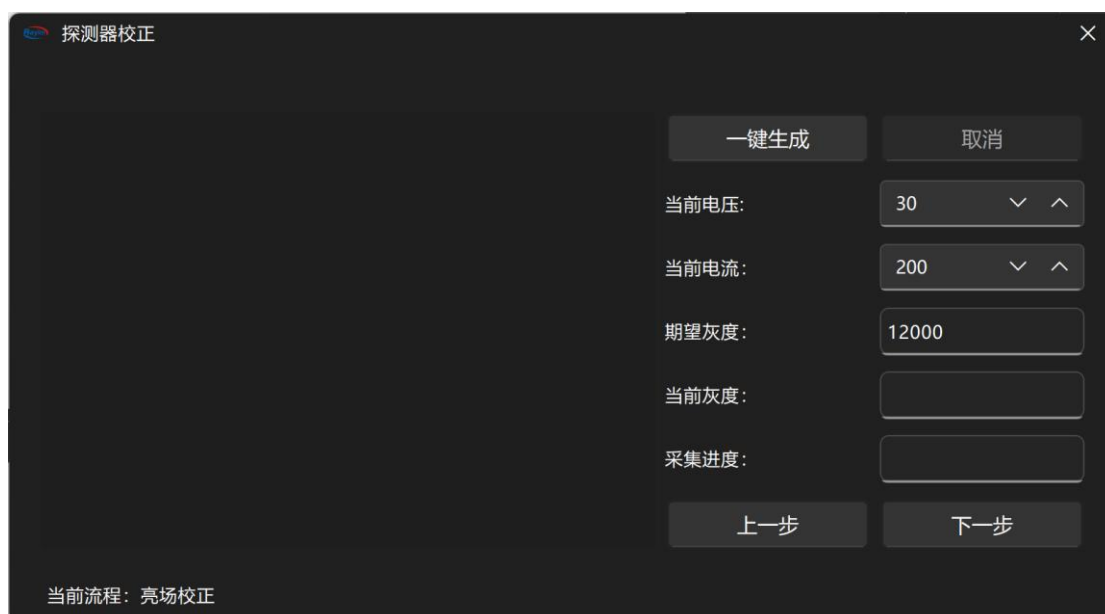 探测器校正
一键生成 取消
当前电压: 30
当前电流： 200
期望灰度： 12000
当前灰度：
采集进度：
上一步 下一步
当前流程：亮场校正